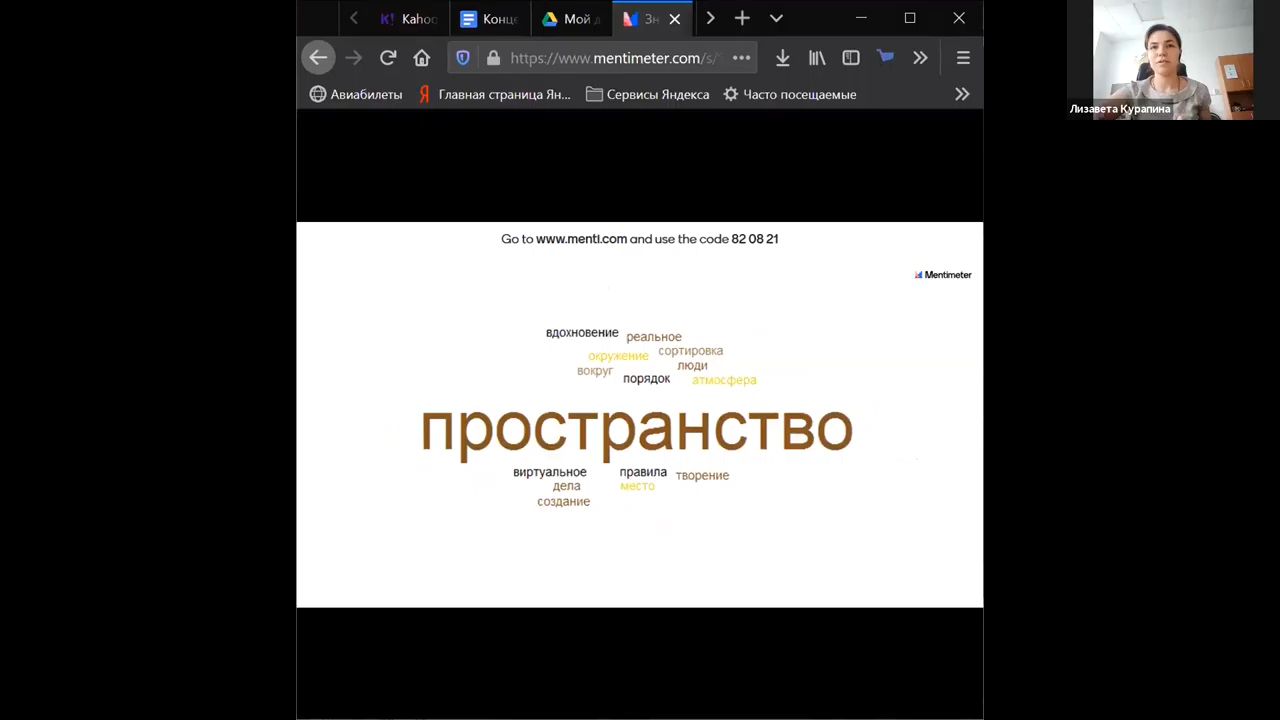 Kahoo
Конце
Мой д
Зн
https://www.mentimeter.com/s/
Авиабилеты
Главная страница Ян...
Сервисы Яндекса
Часто посещаемые
Лизавета Курапина
Go to www.menti.com and use the code 82 08 21
Mentimeter
вдохновение реальное
окружение сортировка
вокруг люди
порядок атмосфера
пространство
виртуальное правила творение
дела место
создание